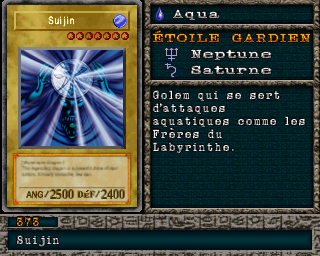 Suijin
Aqua
ÉTOILE GARDIEN
Neptune
Saturne
Golem qui se sert
d'attaques
aquatiques comme les
Frères du
Labyrinthe.
ANG/2500 DÉF/2400
373
Suijin